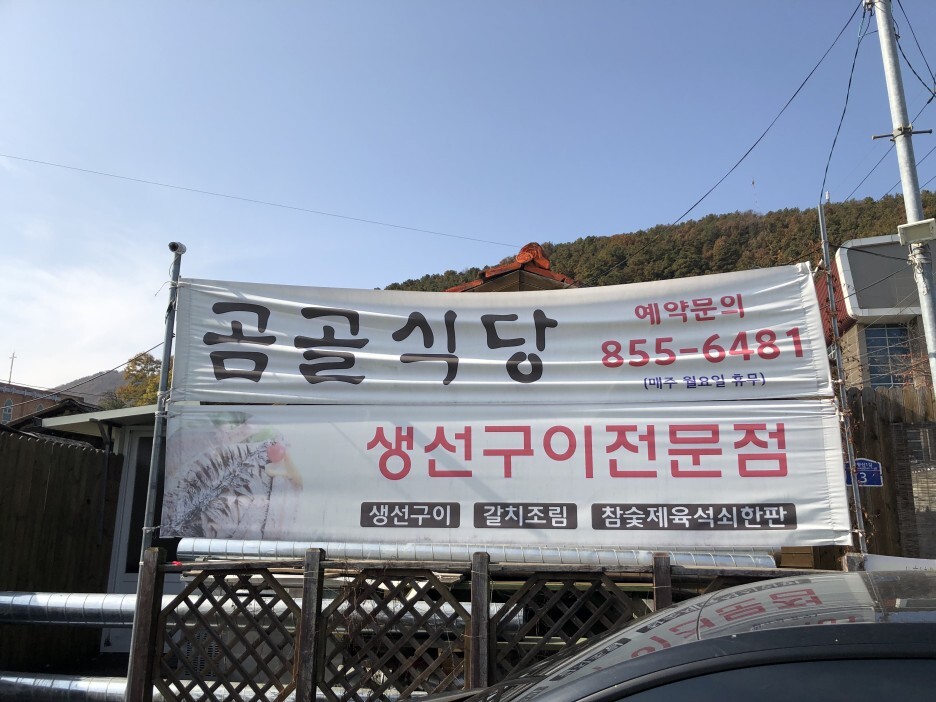 곰골식당
예약문의
855-6481
(매주 월요일 휴무)
생선구이전문점
생선구이 갈치조림 참숯제육석쇠한판
3